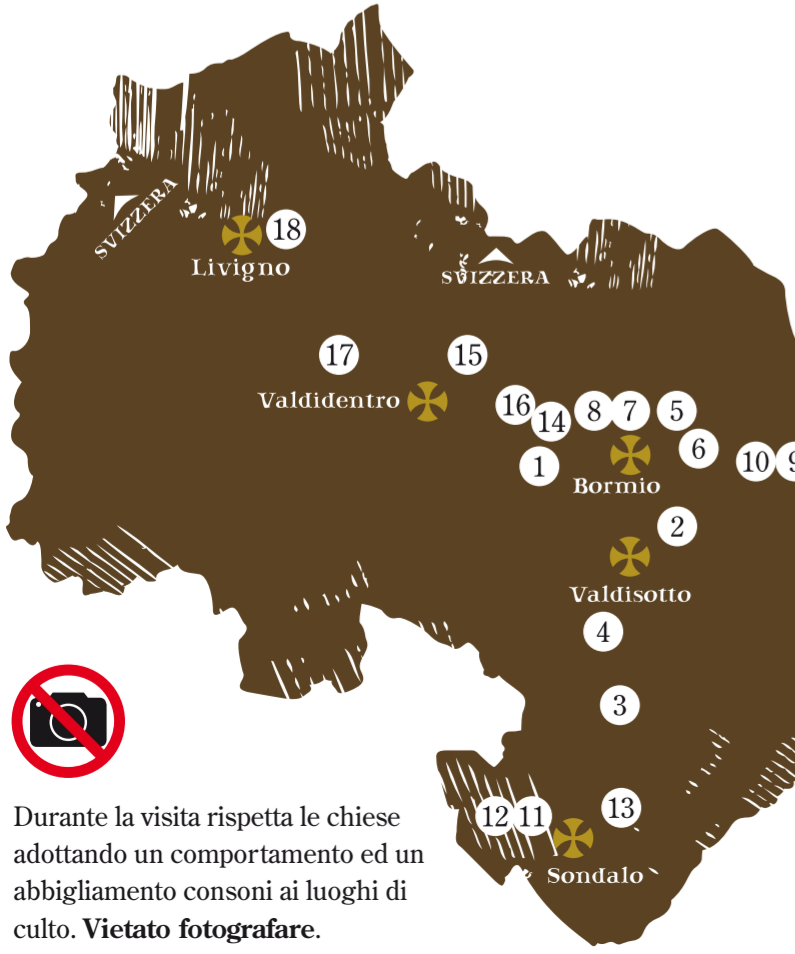 SVIZZERA
18
Livigno
SVIZZERA
17
15
Valdidentro
16
14
8
7
5
6
1
10
9
Bormio
2
Valdisotto
4
3
12
11
13
Sondalo
Durante la visita rispetta le chiese
adottando un comportamento ed un
abbigliamento consoni ai luoghi di
culto. Vietato fotografare.